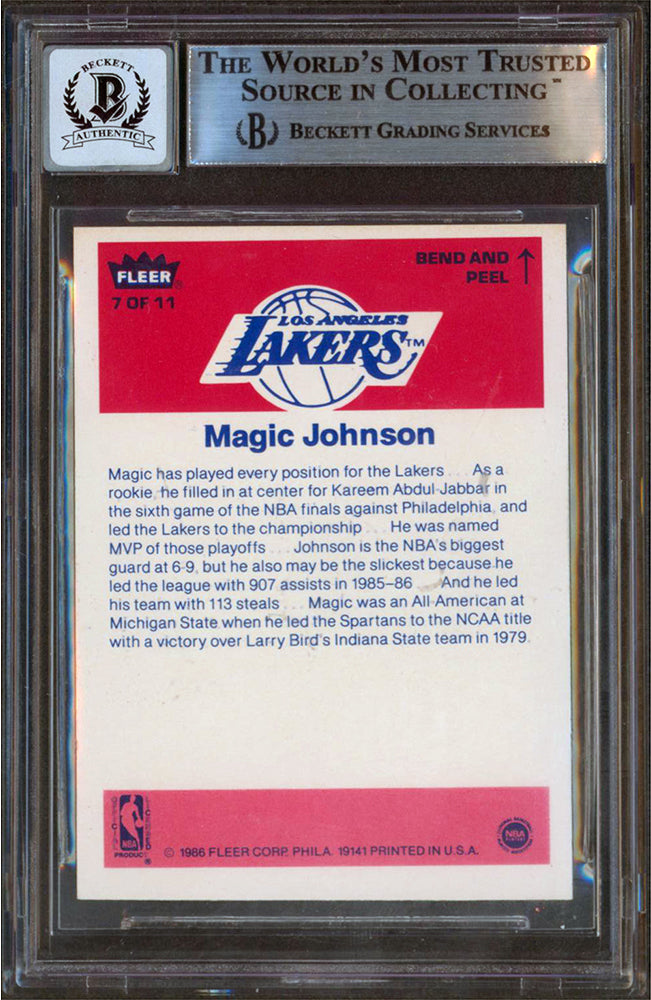 BECKETT
B
AUTHENTIC
THE WORLD'S MOST TRUSTED
SOURCE IN COLLECTING™
B BECKETT GRADING SERVICES
FLEER®
7 OF 11
BEND AND
PEEL
LOS ANGELES
LAKERS™
Magic Johnson
Magic has played every position for the Lakers . . . As a
rookie, he filled in at center for Kareem Abdul-Jabbar in
the sixth game of the NBA finals against Philadelphia, and
led the Lakers to the championship . . . He was named
MVP of those playoffs . . . Johnson is the NBA's biggest
guard at 6-9, but he also may be the slickest because he
led the league with 907 assists in 1985-86 . . . And he led
his team with 113 steals . . . Magic was an All American at
Michigan State when he led the Spartans to the NCAA title
with a victory over Larry Bird's Indiana State team in 1979.
OFFICIAL LICENSED
NBA
PRODUCT
© 1986 FLEER CORP. PHILA. 19141 PRINTED IN U.S.A.
NBA
PLAYERS